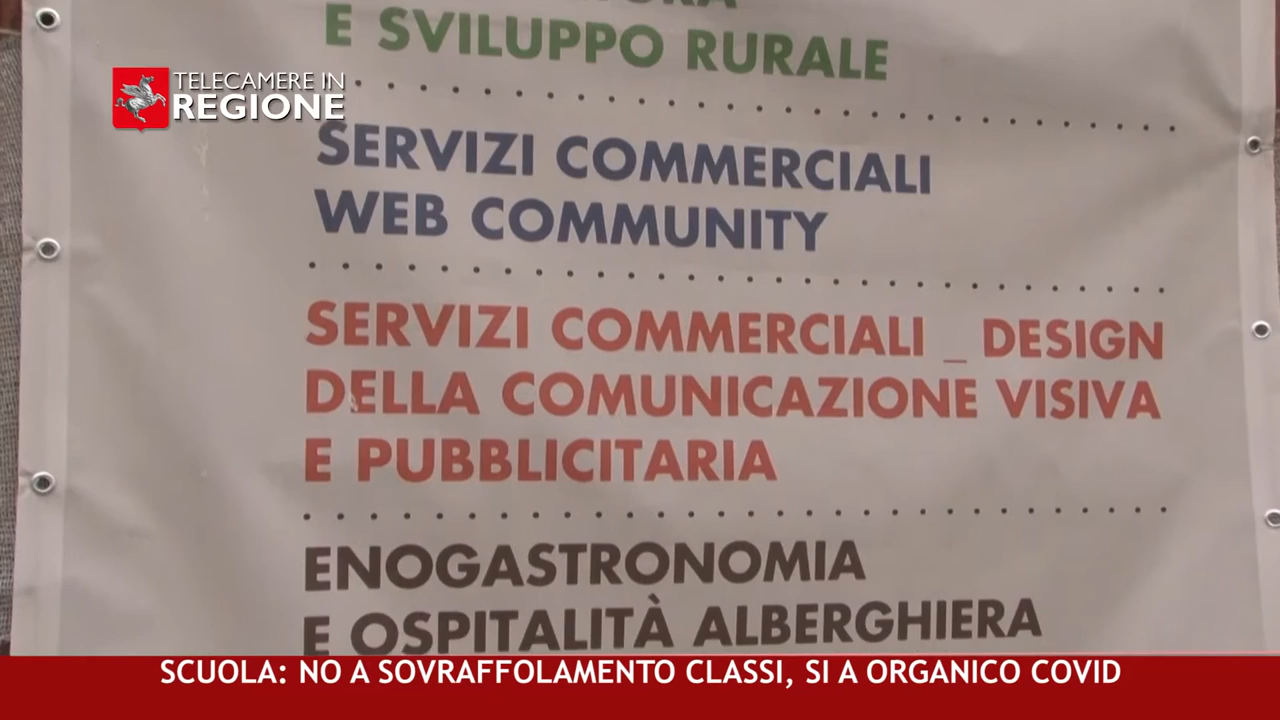 E SVILUPPO RURALE
TELECAMERE IN
REGIONE
SERVIZI COMMERCIALI
WEB COMMUNITY
SERVIZI COMMERCIALI _ DESIGN
DELLA COMUNICAZIONE VISIVA
E PUBBLICITARIA
ENOGASTRONOMIA
E OSPITALITÀ ALBERGHIERA
SCUOLA: NO A SOVRAFFOLAMENTO CLASSI, SI A ORGANICO COVID